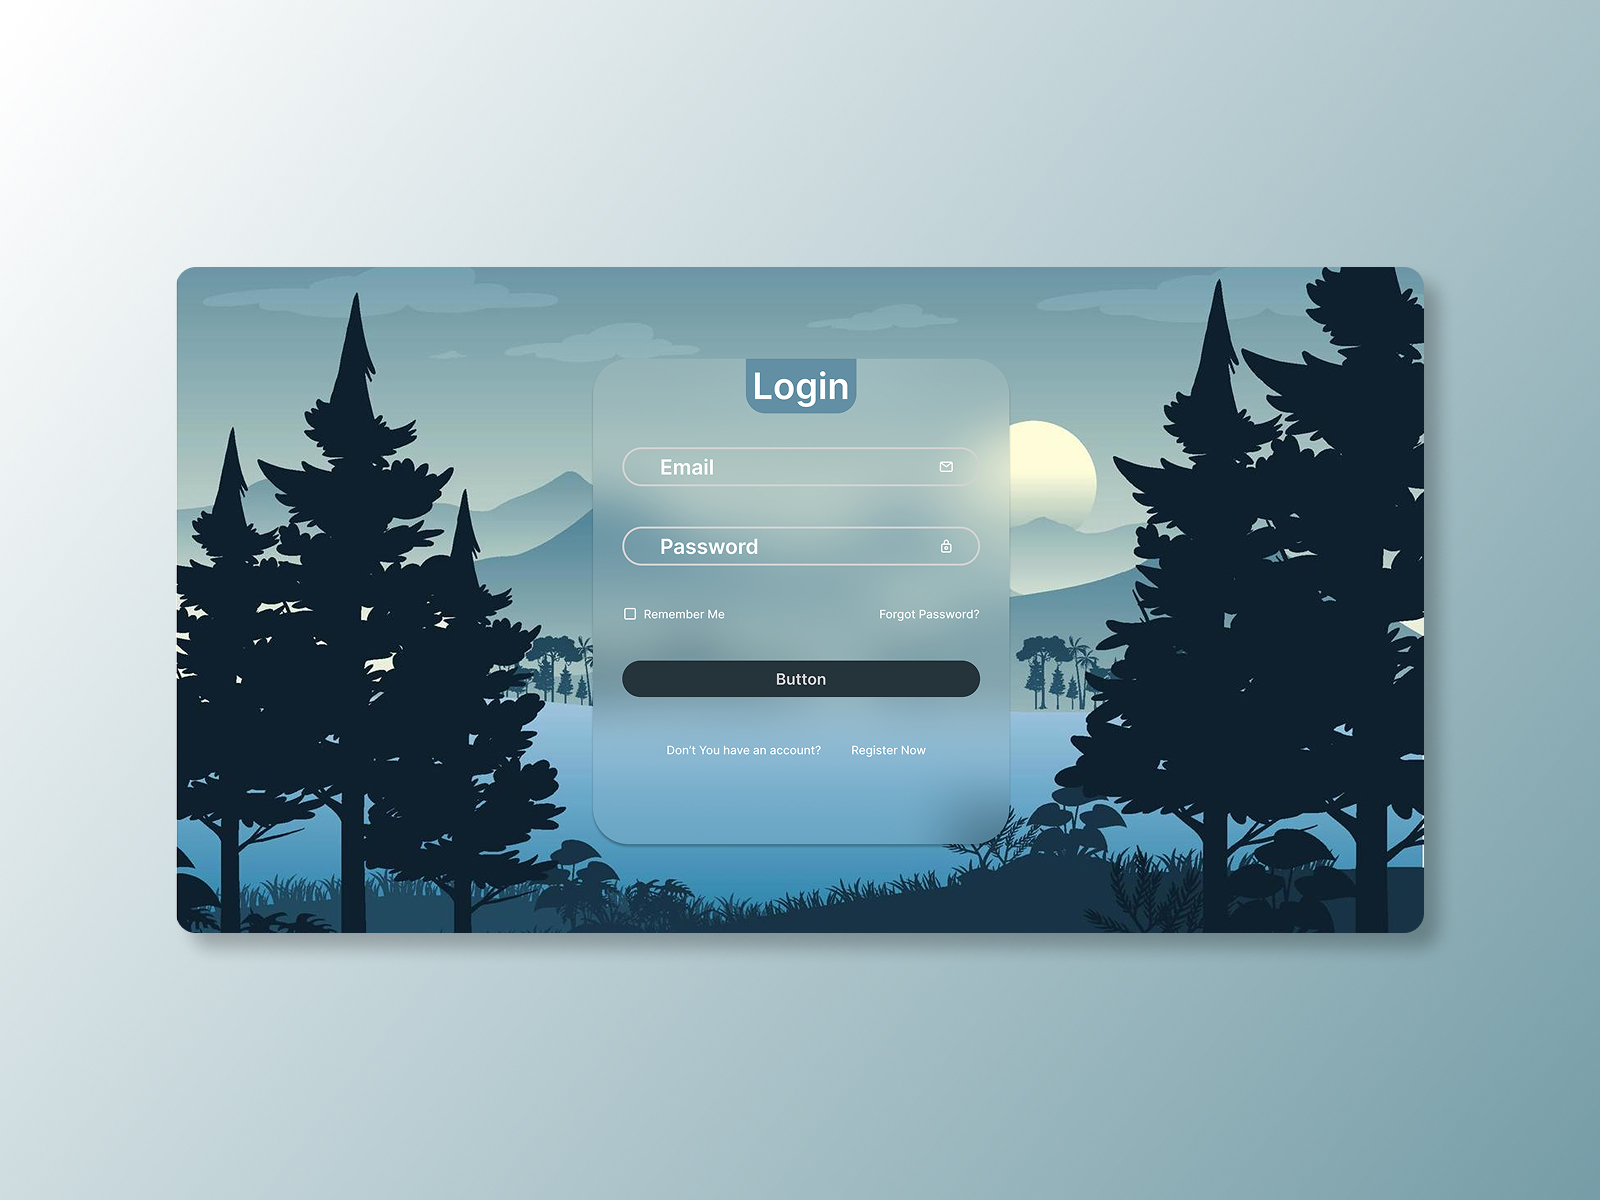 Login
Email
Password
Remember Me Forgot Password?
Button
Don't You have an account? Register Now